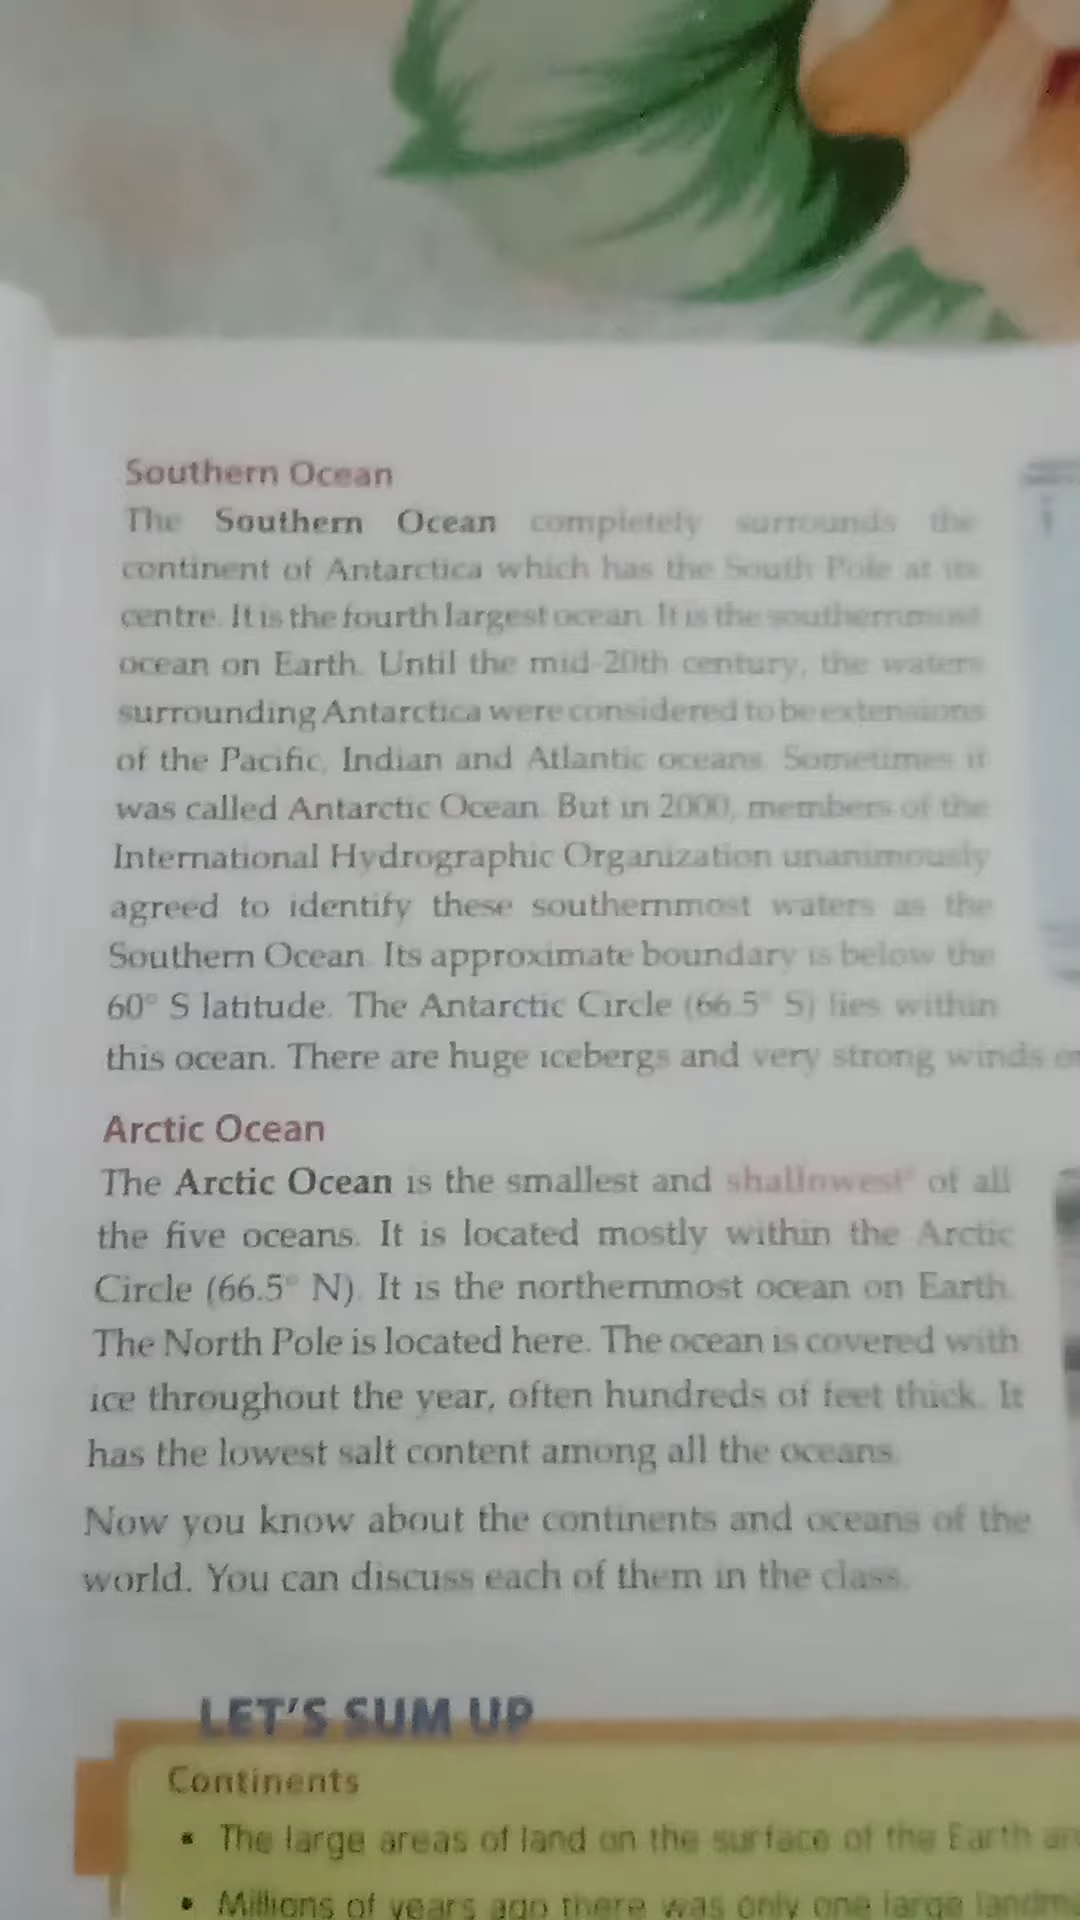 Southern Ocean
The Southern Ocean completely surrounds the
continent of Antarctica which has the South Pole at its
centre. It is the fourth largest ocean. It is the southernmost
ocean on Earth. Until the mid-20th century, the waters
surrounding Antarctica were considered to be extensions
of the Pacific, Indian and Atlantic oceans. Sometimes it
was called Antarctic Ocean. But in 2000, members of the
International Hydrographic Organization unanimously
agreed to identify these southernmost waters as the
Southern Ocean. Its approximate boundary is below the
60° S latitude. The Antarctic Circle (66.5° S) lies within
this ocean. There are huge icebergs and very strong winds
Arctic Ocean
The Arctic Ocean is the smallest and shallowest of all
the five oceans. It is located mostly within the Arctic
Circle (66.5° N). It is the northernmost ocean on Earth.
The North Pole is located here. The ocean is covered with
ice throughout the year, often hundreds of feet thick. It
has the lowest salt content among all the oceans.
Now you know about the continents and oceans of the
world. You can discuss each of them in the class.
LET'S SUM UP
Continents
• The large areas of land on the surface of the Earth
• Millions of years ago there was only one large